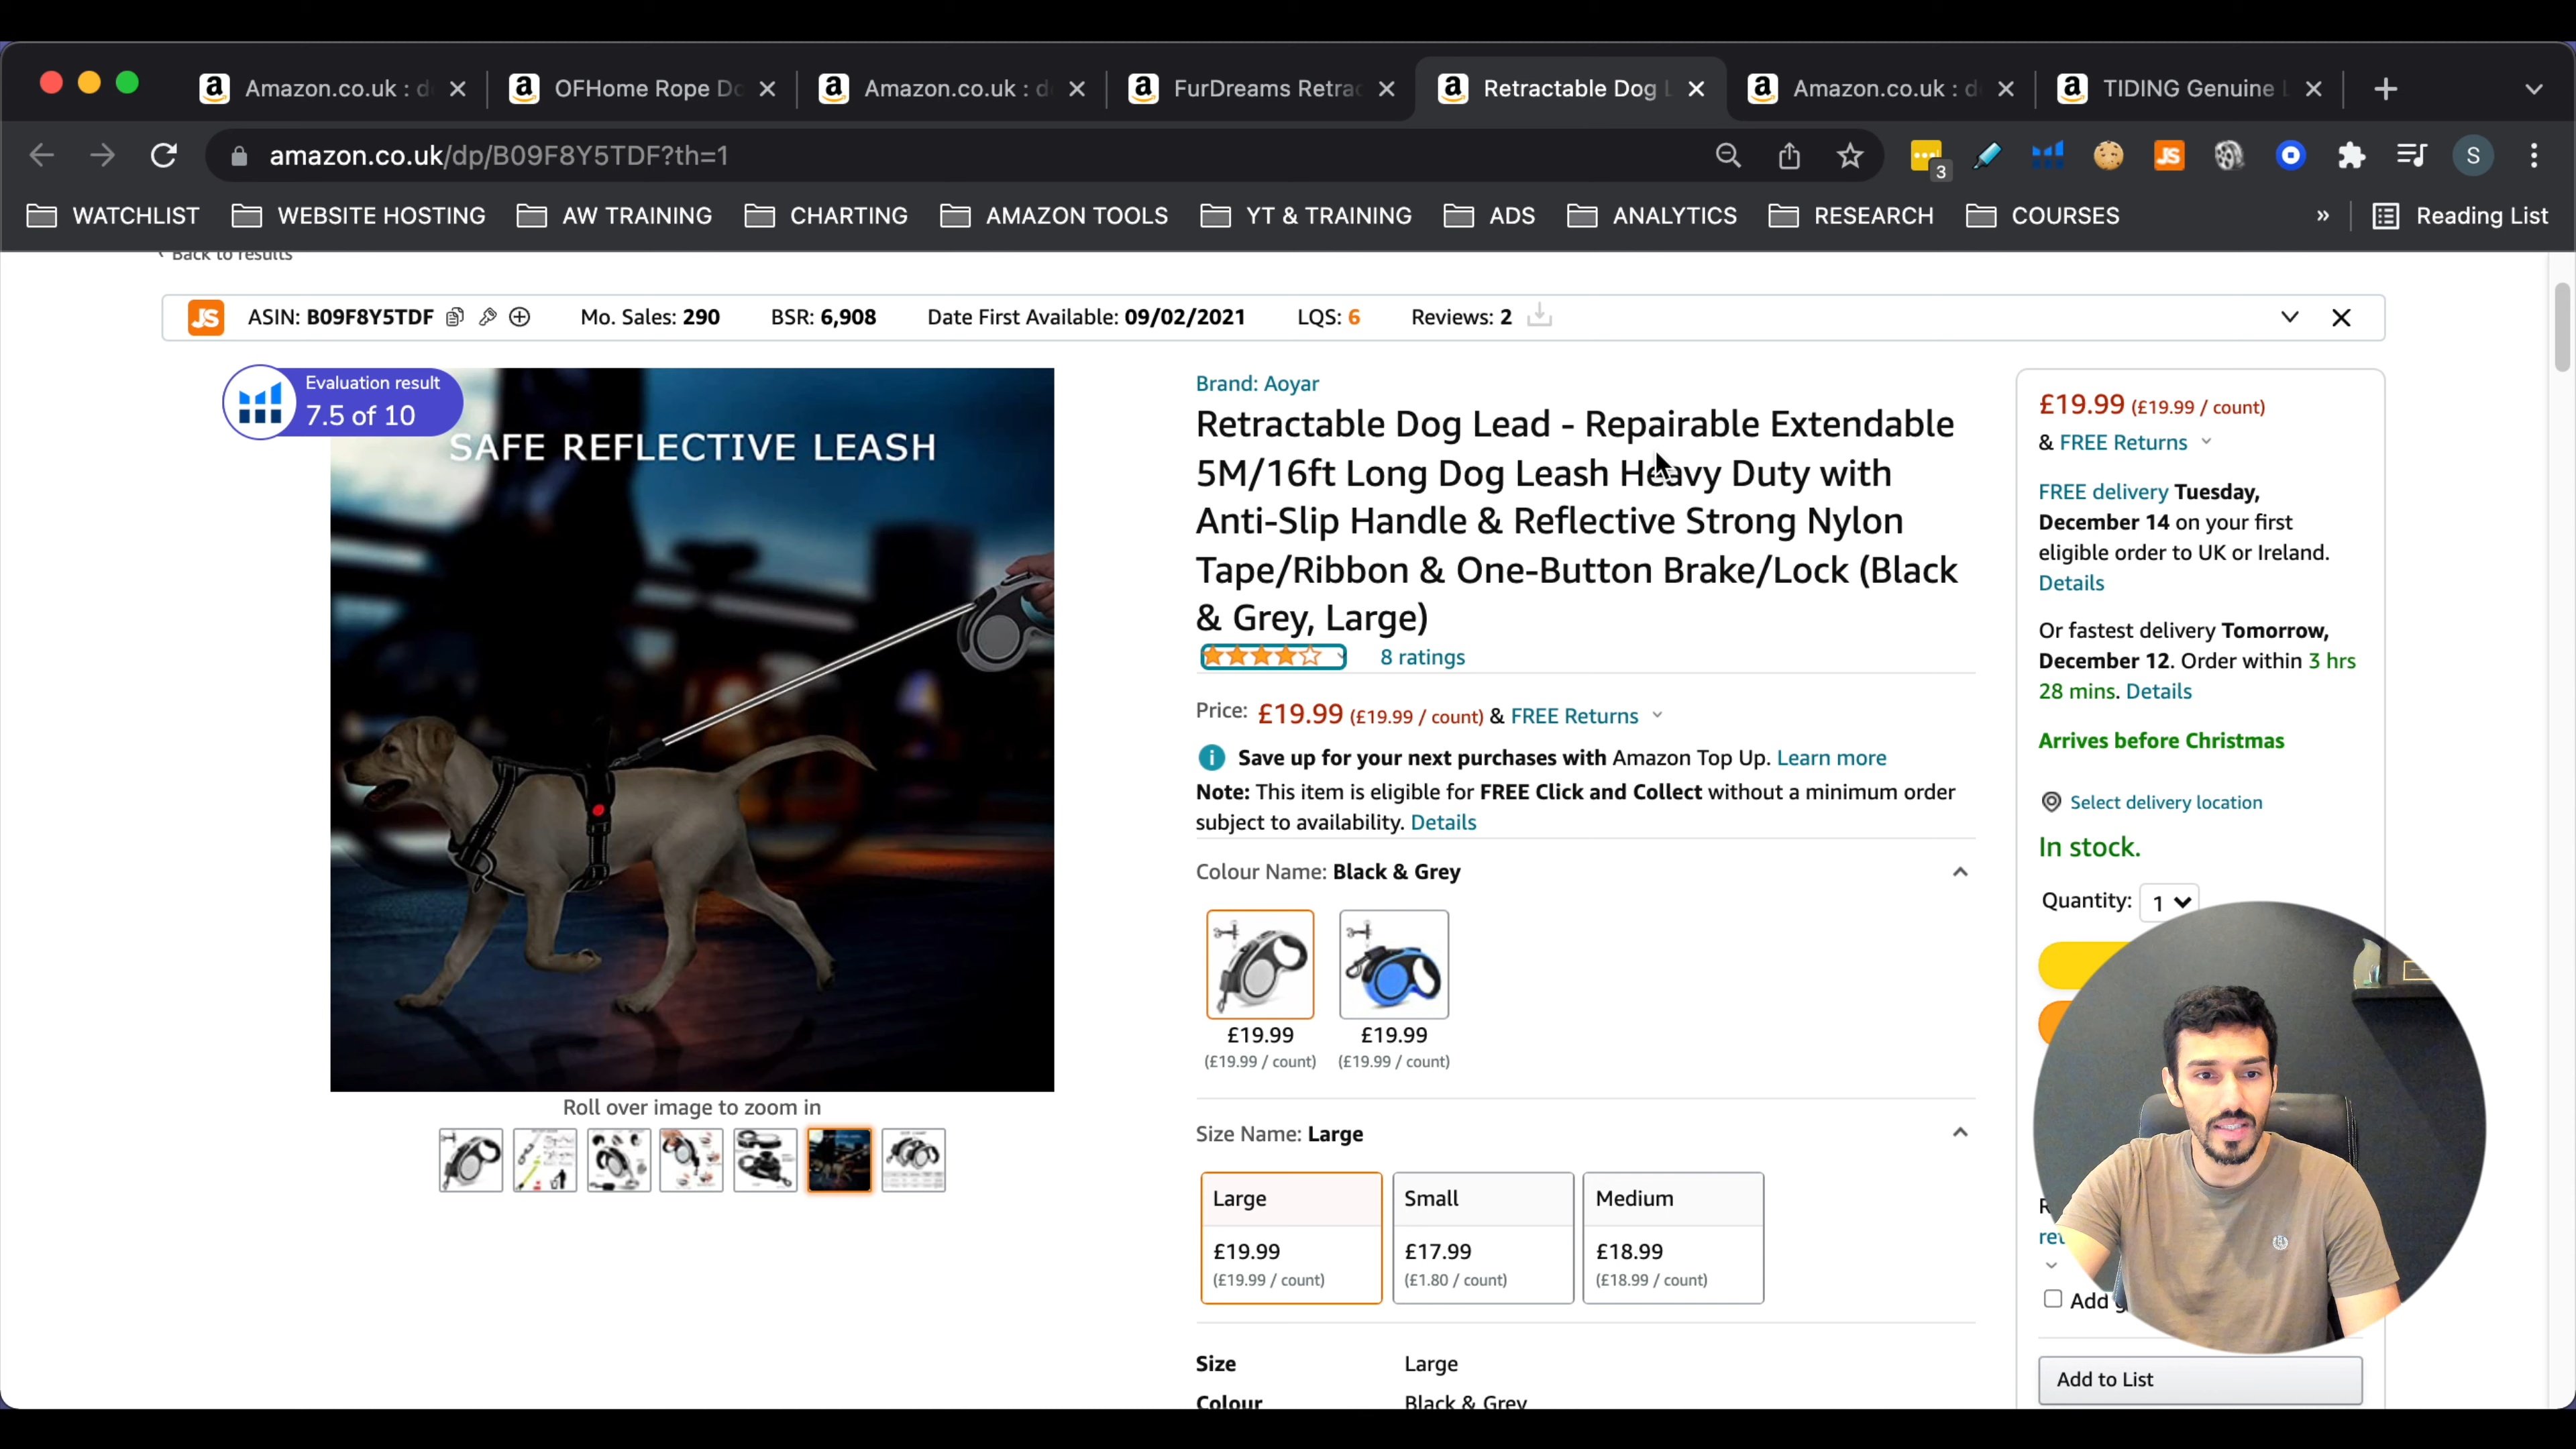 Amazon.co.uk : d
OFHome Rope Do
Amazon.co.uk : d
FurDreams Retrac
Retractable Dog L
Amazon.co.uk : d
TIDING Genuine L
amazon.co.uk/dp/B09F8Y5TDF?th=1
3
JS
S
WATCHLIST
WEBSITE HOSTING
AW TRAINING
CHARTING
AMAZON TOOLS
YT & TRAINING
ADS
ANALYTICS
RESEARCH
COURSES
»
Reading List
‹ Back to results
JS ASIN: B09F8Y5TDF Mo. Sales: 290 BSR: 6,908 Date First Available: 09/02/2021 LQS: 6 Reviews: 2
Evaluation result
7.5 of 10
SAFE REFLECTIVE LEASH
Roll over image to zoom in
Brand: Aoyar
Retractable Dog Lead - Repairable Extendable
5M/16ft Long Dog Leash Heavy Duty with
Anti-Slip Handle & Reflective Strong Nylon
Tape/Ribbon & One-Button Brake/Lock (Black
& Grey, Large)
8 ratings
Price: £19.99 (£19.99 / count) & FREE Returns
Save up for your next purchases with Amazon Top Up. Learn more
Note: This item is eligible for FREE Click and Collect without a minimum order
subject to availability. Details
Colour Name: Black & Grey
£19.99 £19.99
(£19.99 / count) (£19.99 / count)
Size Name: Large
Large Small Medium
£19.99 £17.99 £18.99
(£19.99 / count) (£1.80 / count) (£18.99 / count)
Size Large
Colour Black & Grey
£19.99 (£19.99 / count)
& FREE Returns
FREE delivery Tuesday,
December 14 on your first
eligible order to UK or Ireland.
Details
Or fastest delivery Tomorrow,
December 12. Order within 3 hrs
28 mins. Details
Arrives before Christmas
Select delivery location
In stock.
Quantity: 1
Add
Add to List